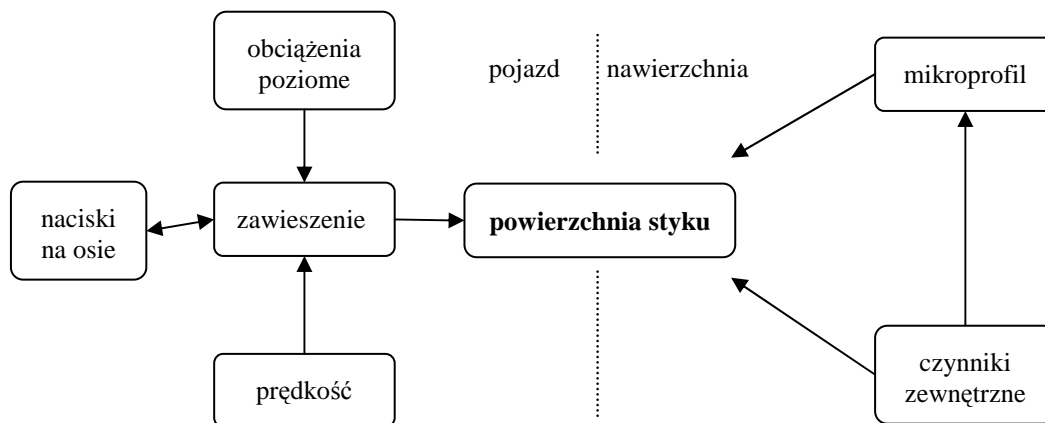 obciążenia
poziome
pojazd
nawierzchnia
mikroprofil
naciski
na osie
zawieszenie
powierzchnia styku
prędkość
czynniki
zewnętrzne